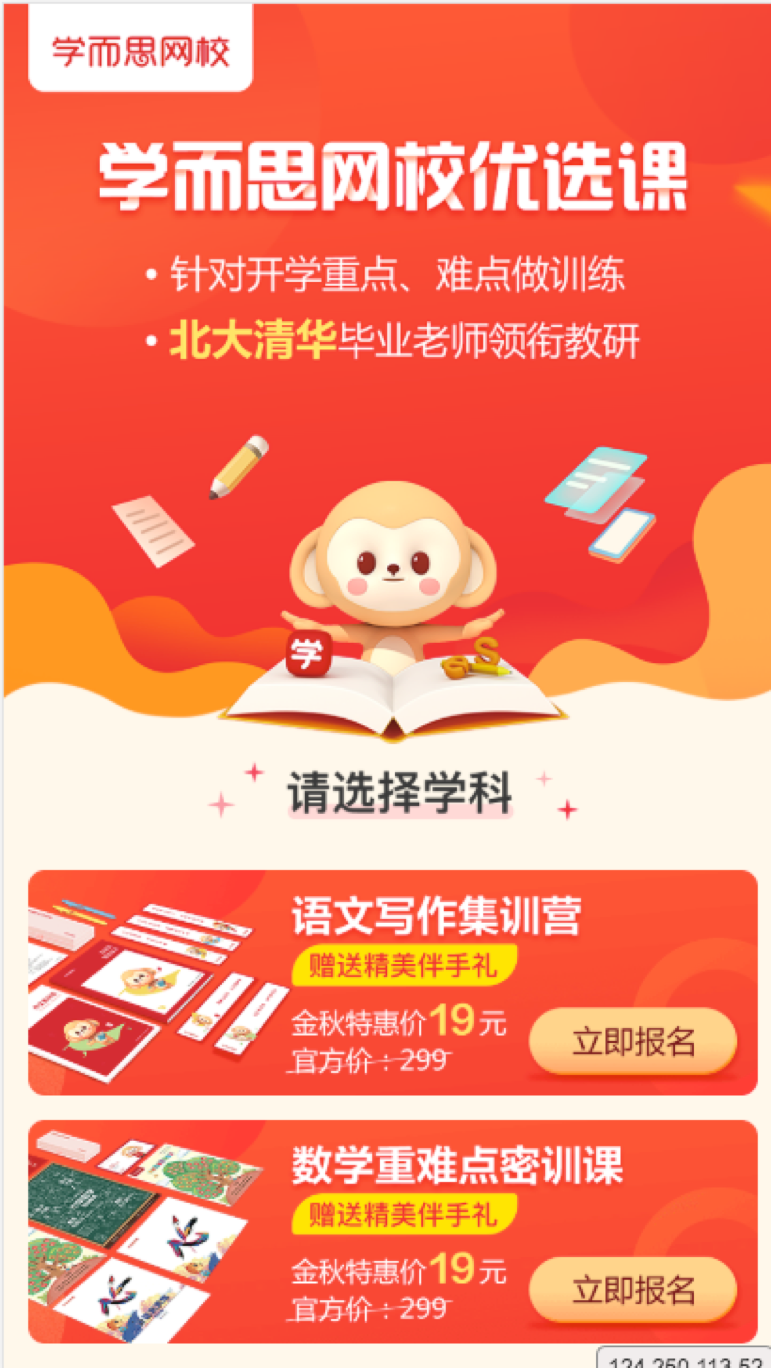 学而思网校
学而思网校优选课
• 针对开学重点、难点做训练
• 北大清华毕业老师领衔教研
学
请选择学科
语文写作集训营
赠送精美伴手礼
金秋特惠价19元
官方价：299
立即报名
数学重难点密训课
赠送精美伴手礼
金秋特惠价19元
官方价：299
立即报名
124.250.113.52